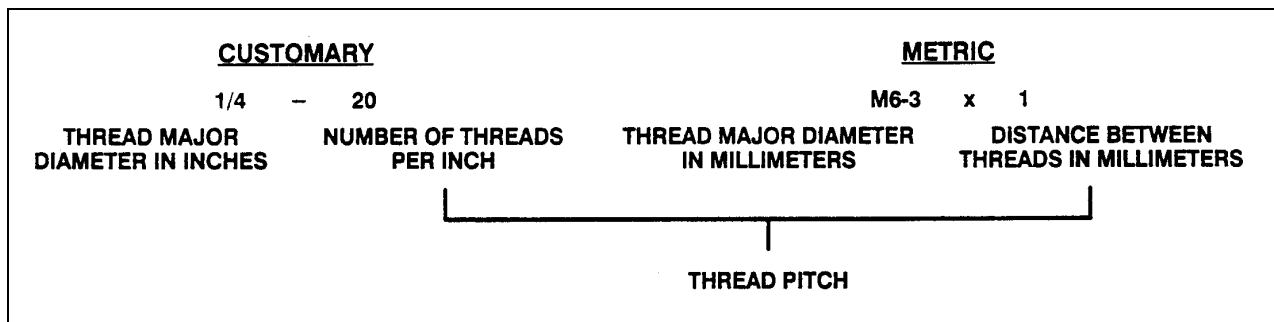 CUSTOMARY
1/4 – 20
THREAD MAJOR DIAMETER IN INCHES
NUMBER OF THREADS PER INCH
METRIC
M6-3 x 1
THREAD MAJOR DIAMETER IN MILLIMETERS
DISTANCE BETWEEN THREADS IN MILLIMETERS
THREAD PITCH